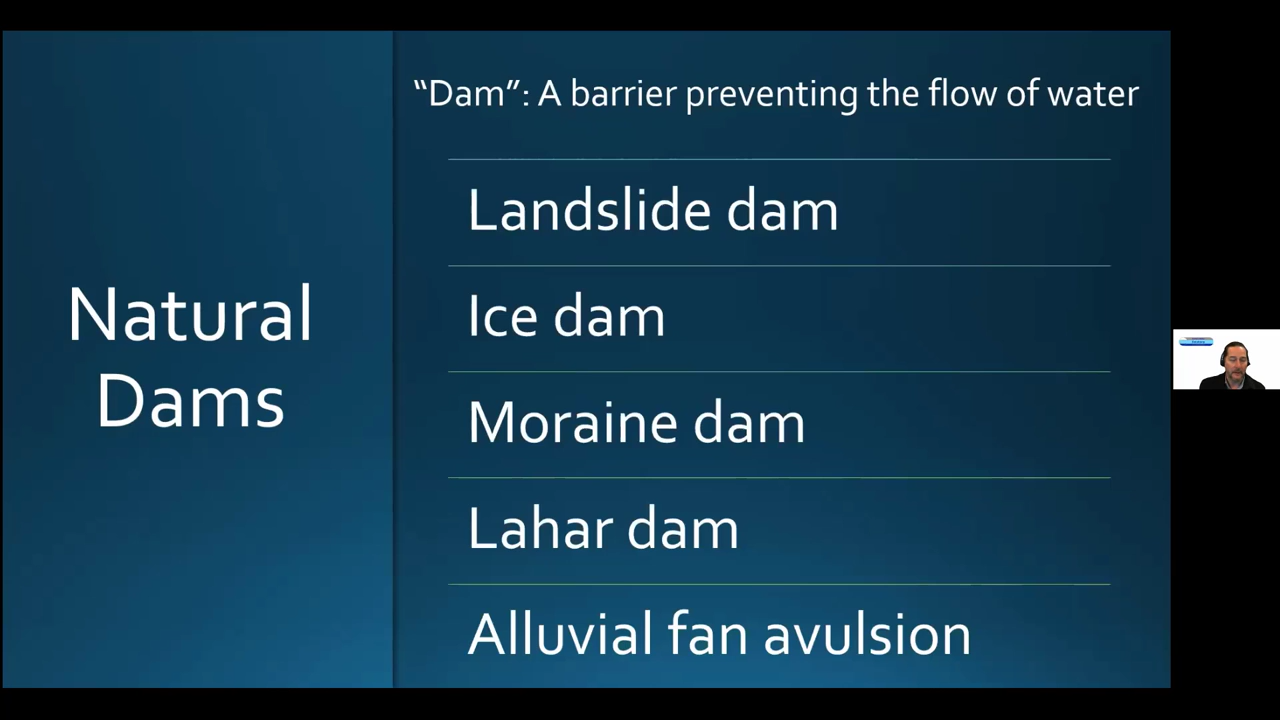 “Dam”: A barrier preventing the flow of water
Natural
Dams
Landslide dam
Ice dam
Moraine dam
Lahar dam
Alluvial fan avulsion